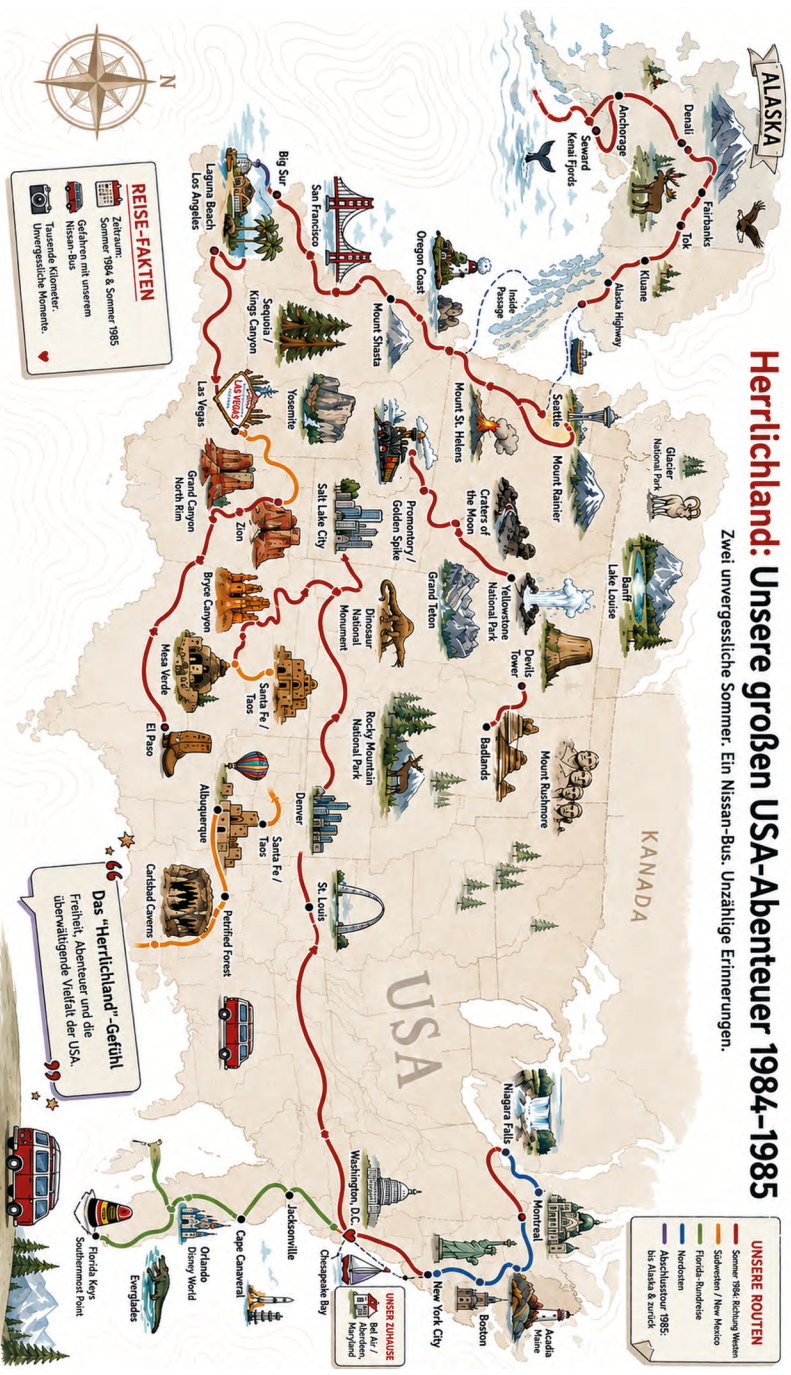 Herrlichland: Unsere großen USA-Abenteuer 1984–1985
Zwei unvergessliche Sommer. Ein Nissan-Bus. Unzählige Erinnerungen.
ALASKA
Denali
Fairbanks
Tok
Kluane
Alaska Highway
Anchorage
Seward
Kenai Fjords
Inside
Passage
Glacier
National Park
Banff
Lake Louise
KANADA
USA
UNSERE ROUTEN
Sommer 1984: Richtung Westen
Südwesten / New Mexico
Florida-Rundreise
Nordosten
Abschlusstour 1985:
bis Alaska & zurück
Seattle
Mount Rainier
Mount St. Helens
Oregon Coast
Mount Shasta
Craters of
the Moon
Yellowstone
National Park
Grand Teton
Devils
Tower
Badlands
Mount Rushmore
Promontory /
Golden Spike
Salt Lake City
Dinosaur
National
Monument
Rocky Mountain
National Park
Denver
St. Louis
Niagara Falls
Montreal
Acadia
Maine
Boston
New York City
Washington, D.C.
Chesapeake Bay
UNSER ZUHAUSE
Bel Air /
Aberdeen,
Maryland
San Francisco
Big Sur
Laguna Beach
Los Angeles
Sequoia /
Kings Canyon
Yosemite
LAS VEGAS
Las Vegas
Grand Canyon
North Rim
Zion
Bryce Canyon
Mesa Verde
Santa Fe /
Taos
El Paso
Santa Fe /
Taos
Albuquerque
Petrified Forest
Carlsbad Caverns
Jacksonville
Cape Canaveral
Orlando
Disney World
Everglades
Florida Keys
Southernmost Point
N
REISE-FAKTEN
Zeitraum:
Sommer 1984 & Sommer 1985
Gefahren mit unserem
Nissan-Bus
Tausende Kilometer.
Unvergessliche Momente.
“Das “Herrlichland”-Gefühl
Freiheit, Abenteuer und die
überwältigende Vielfalt der USA.”